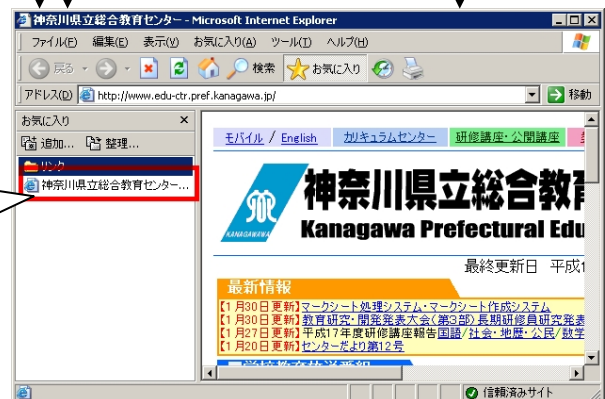 神奈川県立総合教育センター - Microsoft Internet Explorer
ファイル(F) 編集(E) 表示(V) お気に入り(A) ツール(T) ヘルプ(H)
戻る 検索 お気に入り
アドレス(D) http://www.edu-ctr.pref.kanagawa.jp/ 移動
お気に入り ×
追加... 整理...
リンク
神奈川県立総合教育センター...
モバイル / English カリキュラムセンター 研修講座・公開講座
KANAGAWA
神奈川県立総合教育
Kanagawa Prefectural Edu
最終更新日 平成1
最新情報
【1月30日更新】マークシート処理システム・マークシート作成システム
【1月30日更新】教育研究・開発発表大会(第3部)長期研修員研究発表
【1月27日更新】平成17年度研修講座報告国語/社会・地歴・公民/数学
【1月20日更新】センターだより第12号
信頼済みサイト